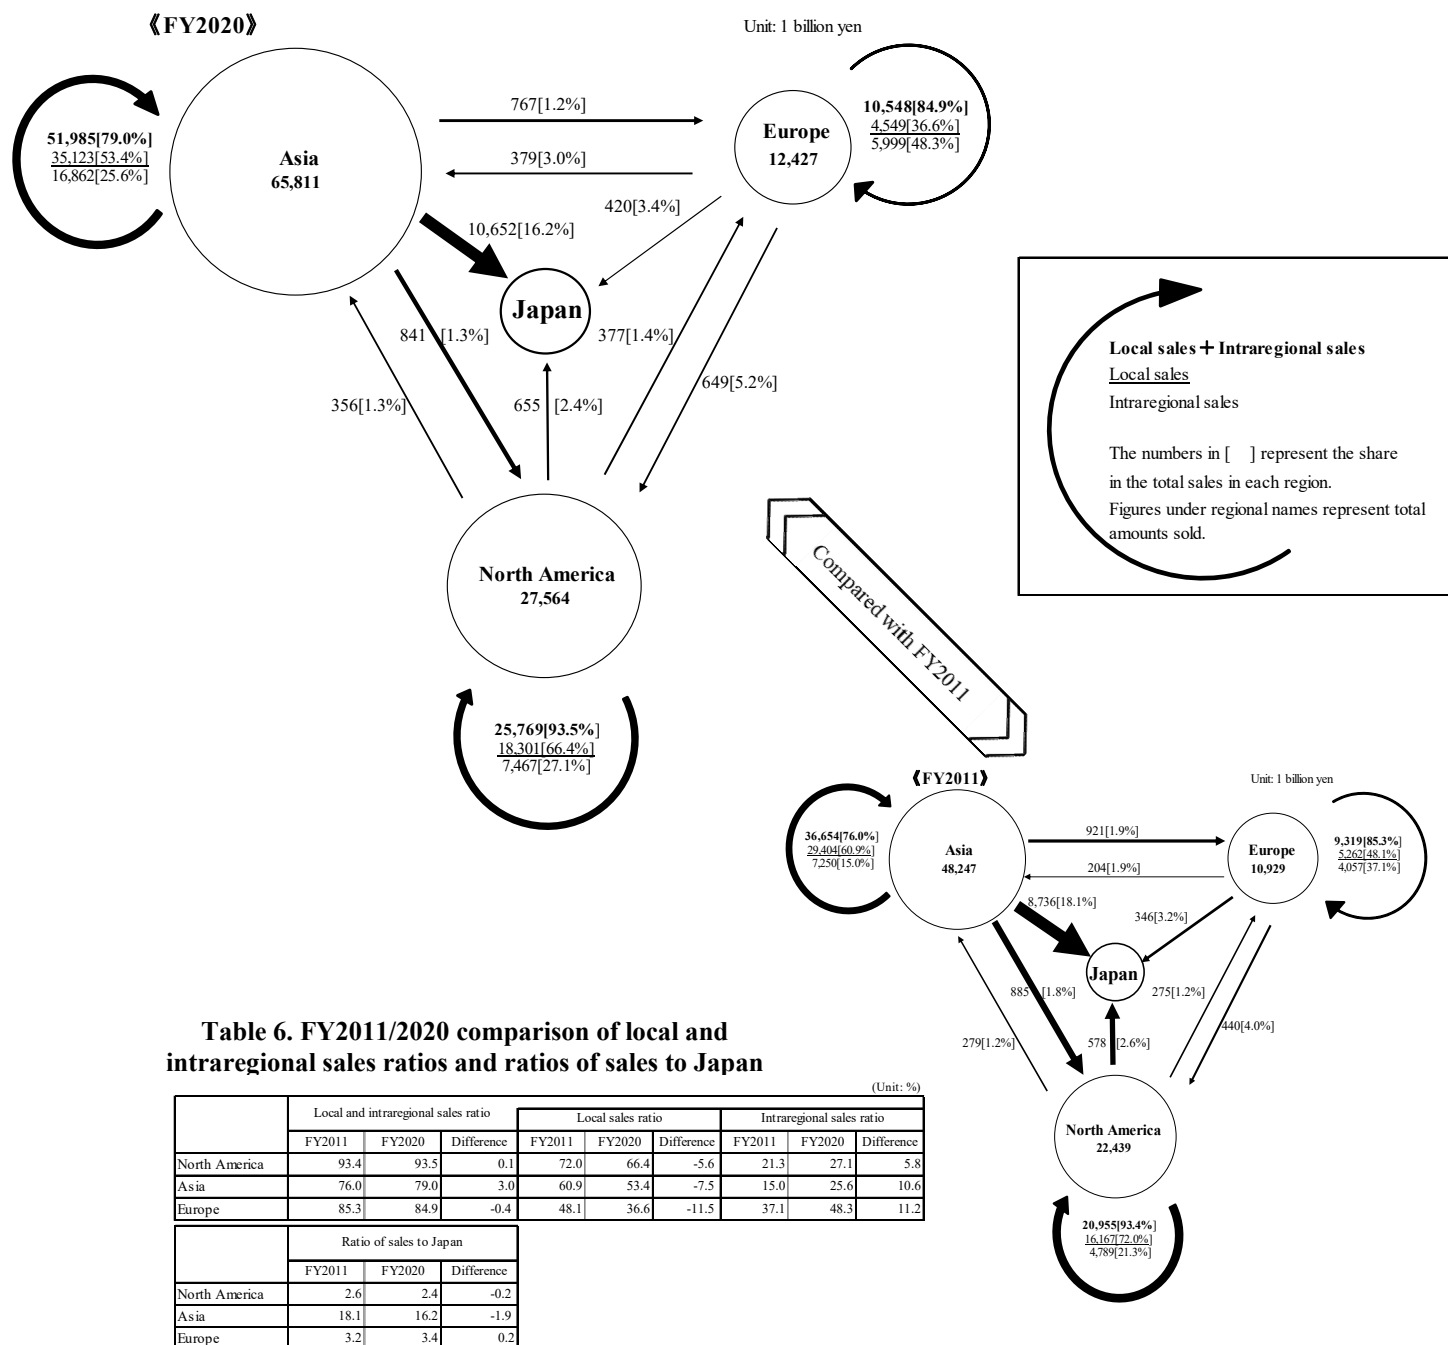 《FY2020》
Unit: 1 billion yen
767[1.2%]
51,985[79.0%]
35,123[53.4%]
16,862[25.6%]
Asia
65,811
Europe
12,427
10,548[84.9%]
4,549[36.6%]
5,999[48.3%]
379[3.0%]
420[3.4%]
10,652[16.2%]
Japan
841 [1.3%]
377[1.4%]
649[5.2%]
356[1.3%]
655 [2.4%]
Local sales＋Intraregional sales
Local sales
Intraregional sales
The numbers in [ ] represent the share
in the total sales in each region.
Figures under regional names represent total
amounts sold.
North America
27,564
25,769[93.5%]
18,301[66.4%]
7,467[27.1%]
Compared with FY2011
《FY2011》
Unit: 1 billion yen
921[1.9%]
36,654[76.0%]
29,404[60.9%]
7,250[15.0%]
Asia
48,247
Europe
10,929
9,319[85.3%]
5,262[48.1%]
4,057[37.1%]
204[1.9%]
8,736[18.1%]
346[3.2%]
Japan
885 [1.8%]
275[1.2%]
440[4.0%]
279[1.2%]
578 [2.6%]
North America
22,439
20,955[93.4%]
16,167[72.0%]
4,789[21.3%]
Table 6. FY2011/2020 comparison of local and
intraregional sales ratios and ratios of sales to Japan
(Unit: %)
Local and intraregional sales ratio Local sales ratio Intraregional sales ratio
FY2011 FY2020 Difference FY2011 FY2020 Difference FY2011 FY2020 Difference
North America 93.4 93.5 0.1 72.0 66.4 -5.6 21.3 27.1 5.8
Asia 76.0 79.0 3.0 60.9 53.4 -7.5 15.0 25.6 10.6
Europe 85.3 84.9 -0.4 48.1 36.6 -11.5 37.1 48.3 11.2
Ratio of sales to Japan
FY2011 FY2020 Difference
North America 2.6 2.4 -0.2
Asia 18.1 16.2 -1.9
Europe 3.2 3.4 0.2